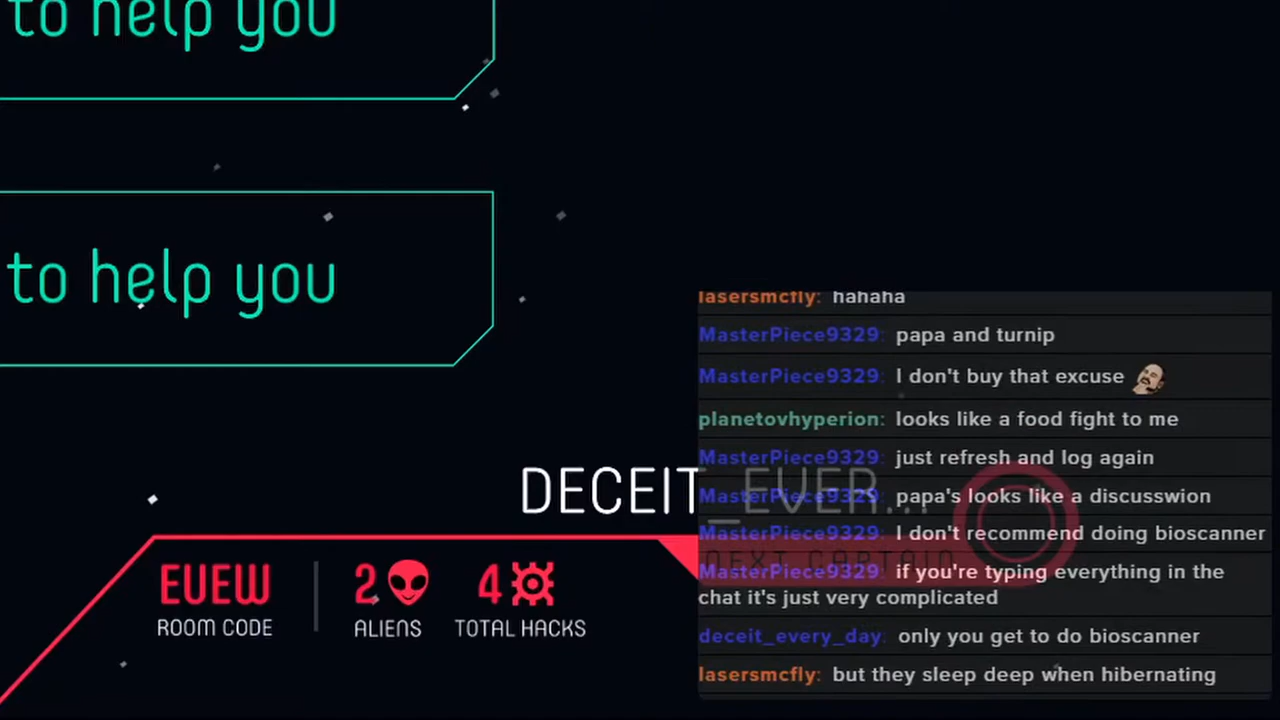 to help you
to help you
lasersmcfly: hahaha
MasterPiece9329: papa and turnip
MasterPiece9329: I don't buy that excuse
planetovhyperion: looks like a food fight to me
MasterPiece9329: just refresh and log again
MasterPiece9329: papa's looks like a discusswion
MasterPiece9329: I don't recommend doing bioscanner
MasterPiece9329: if you're typing everything in the
chat it's just very complicated
deceit_every_day: only you get to do bioscanner
lasersmcfly: but they sleep deep when hibernating
DECEIT_EVER...
NEXT CAPTAIN
EUEW
ROOM CODE
2
ALIENS
4
TOTAL HACKS